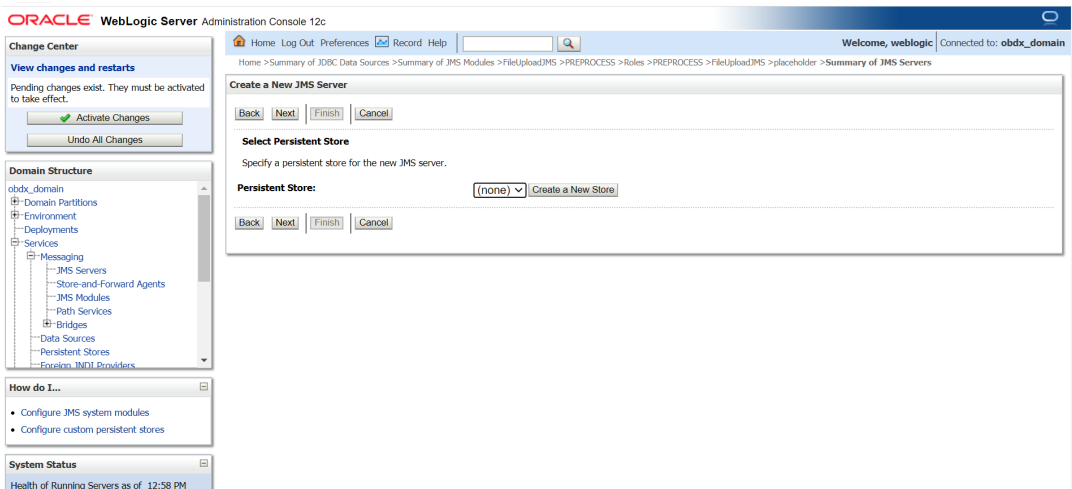 ORACLE WebLogic Server Administration Console 12c
Change Center
View changes and restarts
Pending changes exist. They must be activated
to take effect.
Activate Changes
Undo All Changes
Domain Structure
obdx_domain
Domain Partitions
Environment
Deployments
Services
Messaging
JMS Servers
Store-and-Forward Agents
JMS Modules
Path Services
Bridges
Data Sources
Persistent Stores
Foreign JNDI Providers
How do I...
Configure JMS system modules
Configure custom persistent stores
System Status
Health of Running Servers as of 12:58 PM
Home Log Out Preferences Record Help
Welcome, weblogic Connected to: obdx_domain
Home >Summary of JDBC Data Sources >Summary of JMS Modules >FileUploadJMS >PREPROCESS >Roles >PREPROCESS >FileUploadJMS >placeholder >Summary of JMS Servers
Create a New JMS Server
Back Next Finish Cancel
Select Persistent Store
Specify a persistent store for the new JMS server.
Persistent Store: (none) Create a New Store
Back Next Finish Cancel